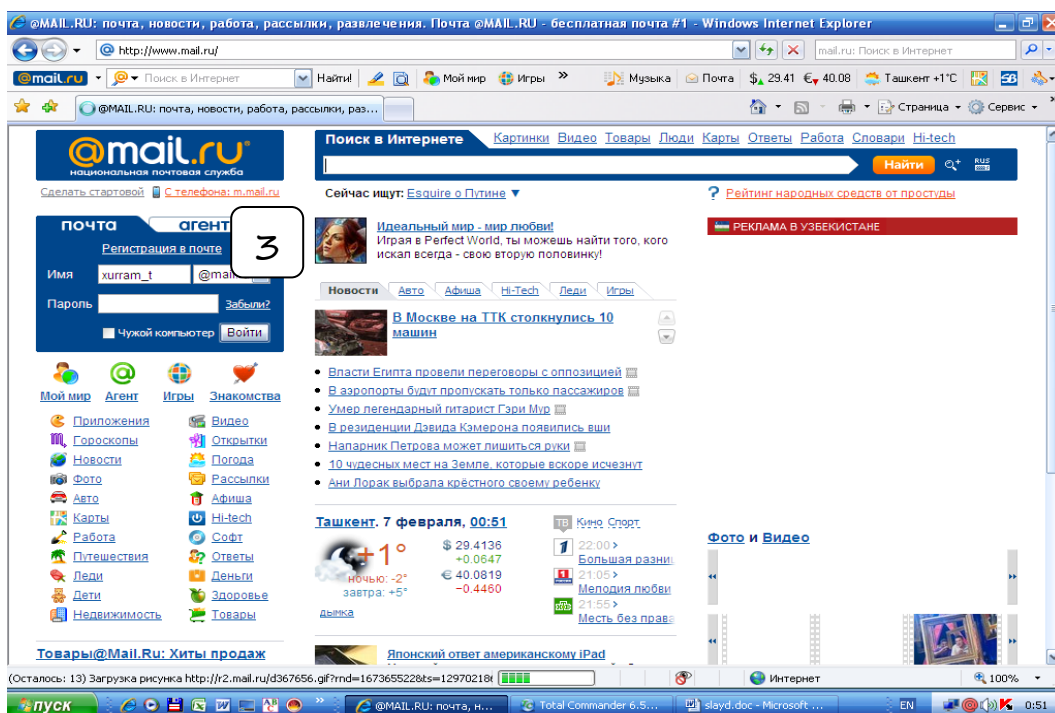 @MAIL.RU: почта, новости, работа, рассылки, развлечения. Почта @MAIL.RU - бесплатная почта #1 - Windows Internet Explorer
http://www.mail.ru/
mail.ru: Поиск в Интернет
@mail.ru Поиск в Интернет Найти! Мой мир Игры » Музыка Почта $ 29.41 € 40.08 Ташкент +1°C
@MAIL.RU: почта, новости, работа, рассылки, раз...
Страница Сервис »
@mail.ru
национальная почтовая служба
Сделать стартовой С телефона: m.mail.ru
Поиск в Интернете Картинки Видео Товары Люди Карты Ответы Работа Словари Hi-tech
Найти RUS
Сейчас ищут: Esquire о Путине ▼
Рейтинг народных средств от простуды
почта агент
Регистрация в почте
3
Имя xurram_t
Пароль Забыли?
Чужой компьютер Войти
Идеальный мир - мир любви!
Играя в Perfect World, ты можешь найти того, кого
искал всегда - свою вторую половинку!
РЕКЛАМА В УЗБЕКИСТАНЕ
Новости Авто Афиша Hi-Tech Леди Игры
В Москве на ТТК столкнулись 10
машин
Власти Египта провели переговоры с оппозицией
В аэропорты будут пропускать только пассажиров
Умер легендарный гитарист Гэри Мур
В резиденции Дэвида Кэмерона появились вши
Напарник Петрова может лишиться руки
10 чудесных мест на Земле, которые вскоре исчезнут
Ани Лорак выбрала крёстного своему ребенку
Мой мир Агент Игры Знакомства
Приложения Видео
Гороскопы Открытки
Новости Погода
Фото Рассылки
Авто Афиша
Карты Hi-tech
Работа Софт
Путешествия Ответы
Леди Деньги
Дети Здоровье
Недвижимость Товары
Товары@Mail.Ru: Хиты продаж
Ташкент. 7 февраля, 00:51
+1°
ночью: -2°
завтра: +5°
дымка
$ 29.4136
+0.0647
€ 40.0819
−0.4460
ТВ Кино Спорт
22:00 >
Большая разни
21:05 >
Мелодия любви
21:55 >
Месть без права
Японский ответ американскому iPad
Фото и Видео
(Осталось: 13) Загрузка рисунка http://r2.mail.ru/d367656.gif?rnd=1673655228&ts=12970218 Интернет 100%
пуск » @MAIL.RU: почта, н... Total Commander 6.5... slayd.doc - Microsoft ... EN 0:51